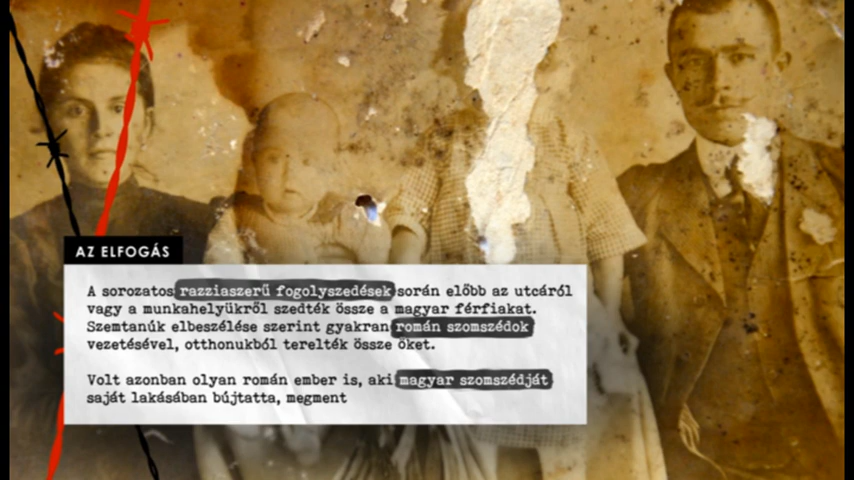 AZ ELFOGÁS
A sorozatos razziaszerű fogolyszedések során előbb az utcáról
vagy a munkahelyükről szedték össze a magyar férfiakat.
Szemtanúk elbeszélése szerint gyakran román szomszédok
vezetésével, otthonukból terelték össze őket.
Volt azonban olyan román ember is, aki magyar szomszédját
saját lakásában bújtatta, megment